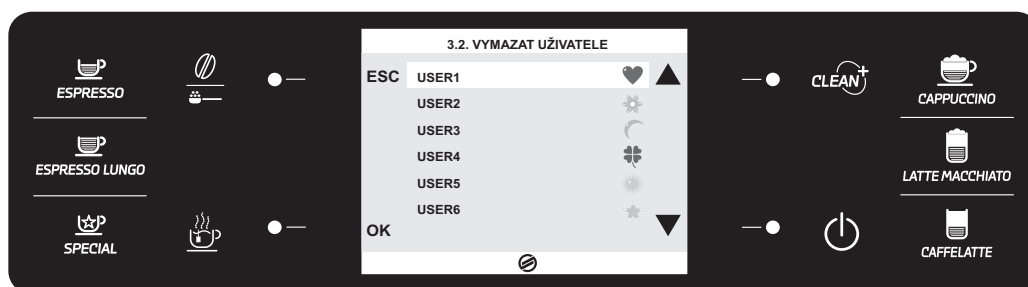 ESPRESSO
ESPRESSO LUNGO
SPECIAL
3.2. VYMAZAT UŽIVATELE
ESC
USER1
USER2
USER3
USER4
USER5
USER6
OK
CLEAN+
CAPPUCCINO
LATTE MACCHIATO
CAFFELATTE